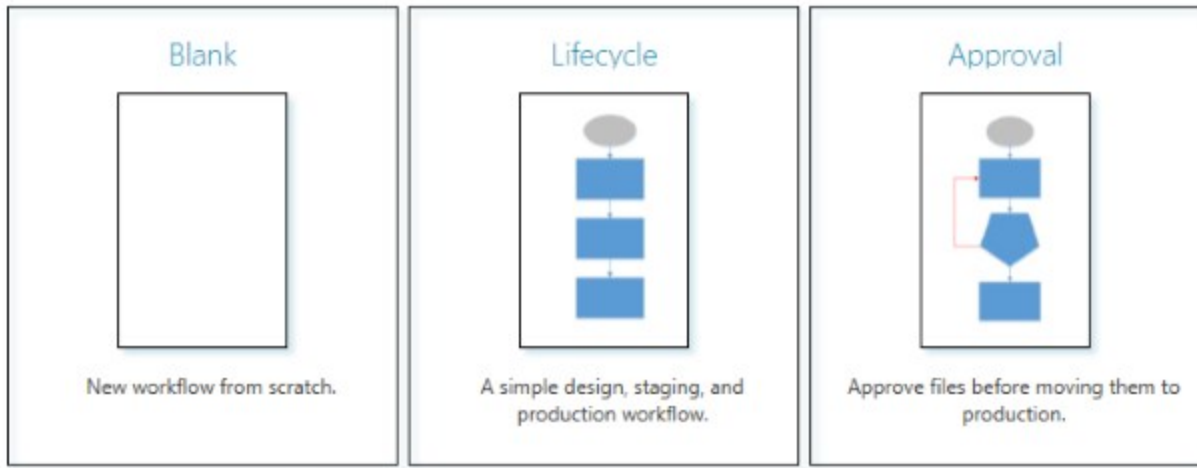 Blank
New workflow from scratch.
Lifecycle
A simple design, staging, and
production workflow.
Approval
Approve files before moving them to
production.